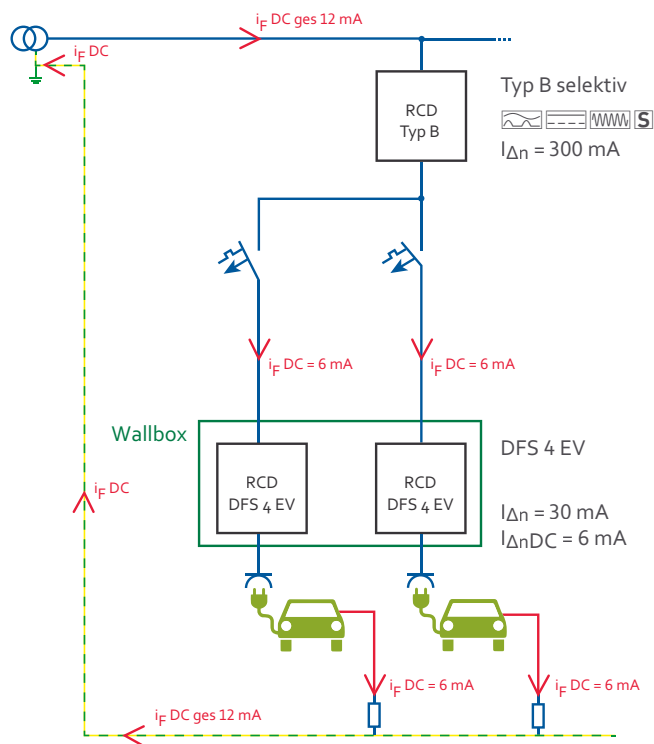 iF DC ges 12 mA
iF DC
RCD
Typ B
Typ B selektiv
S
IΔn = 300 mA
iF DC = 6 mA
iF DC = 6 mA
Wallbox
RCD
DFS 4 EV
RCD
DFS 4 EV
DFS 4 EV
IΔn = 30 mA
IΔnDC = 6 mA
iF DC
iF DC = 6 mA
iF DC = 6 mA
iF DC ges 12 mA